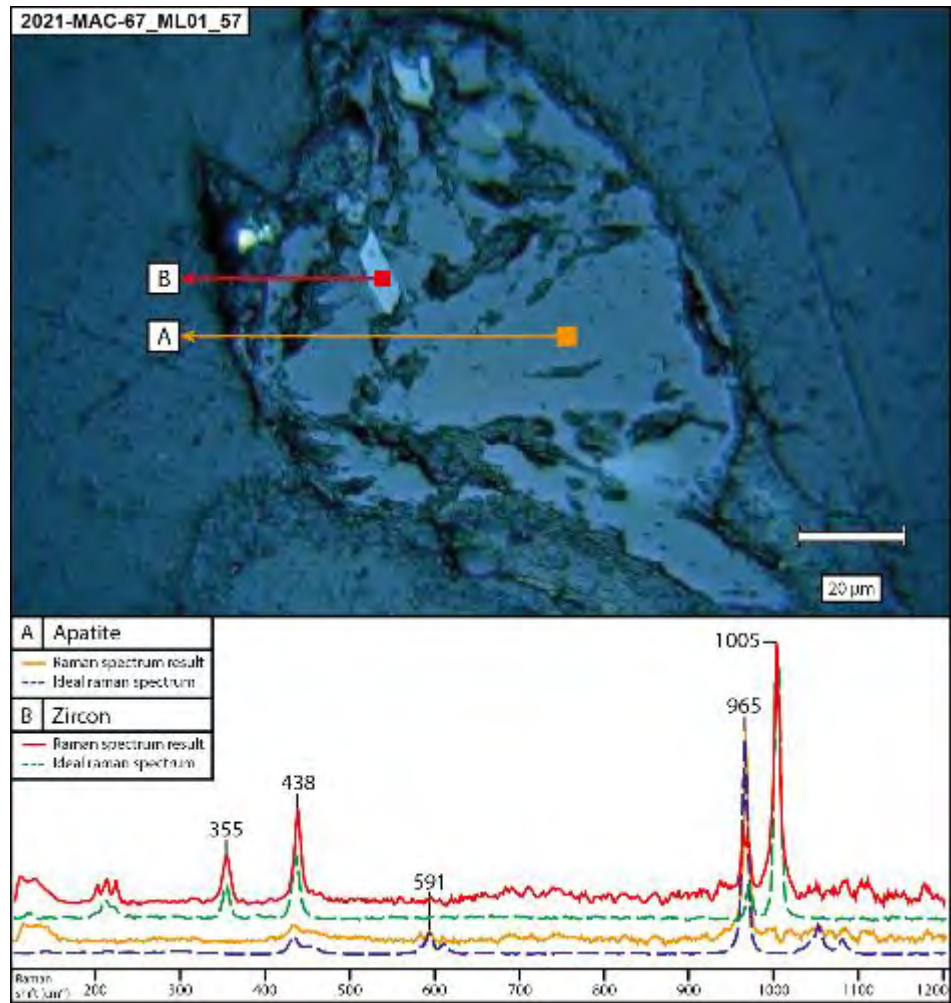 2021-MAC-67_ML01_57
B
A
20 µm
A Apatite
Raman spectrum result
Ideal raman spectrum
B Zircon
Raman spectrum result
Ideal raman spectrum
1005
965
438
355
591
Raman
shift (cm⁻¹) 200 300 400 500 600 700 800 900 1000 1100 1200